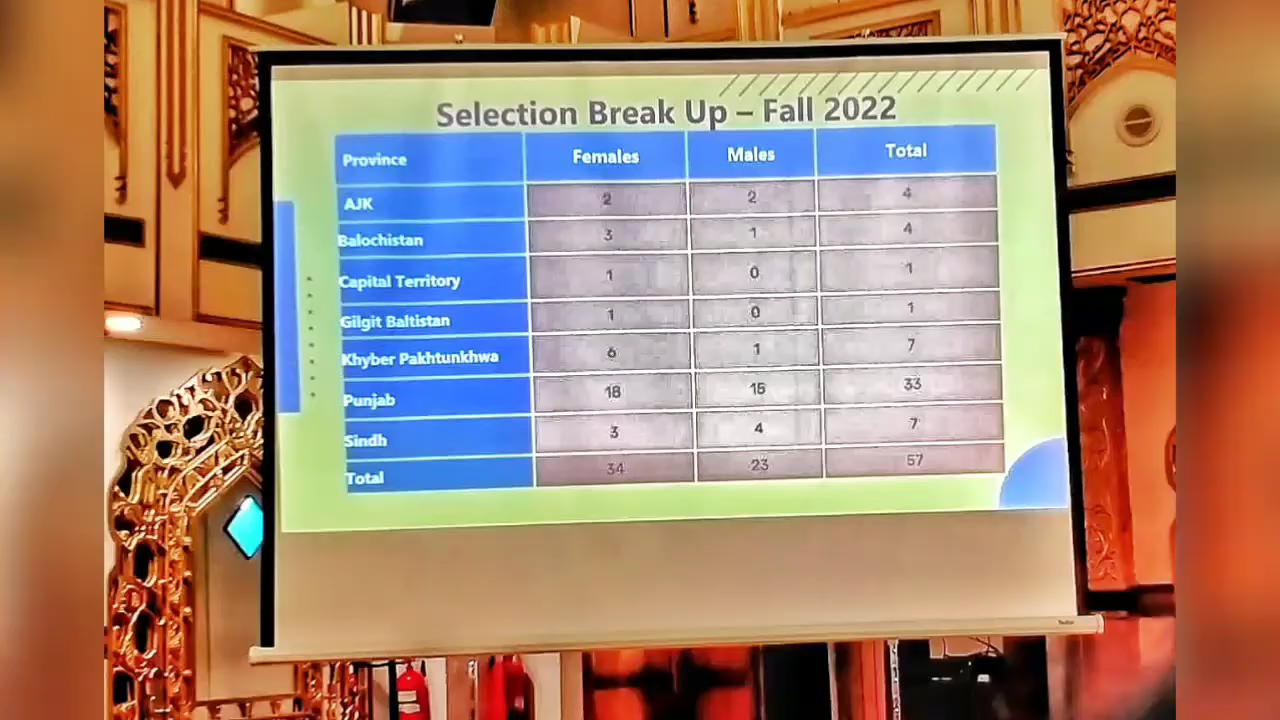 Selection Break Up – Fall 2022
Province Females Males Total
AJK 2 2 4
Balochistan 3 1 4
Capital Territory 1 0 1
Gilgit Baltistan 1 0 1
Khyber Pakhtunkhwa 6 1 7
Punjab 18 15 33
Sindh 3 4 7
Total 34 23 57